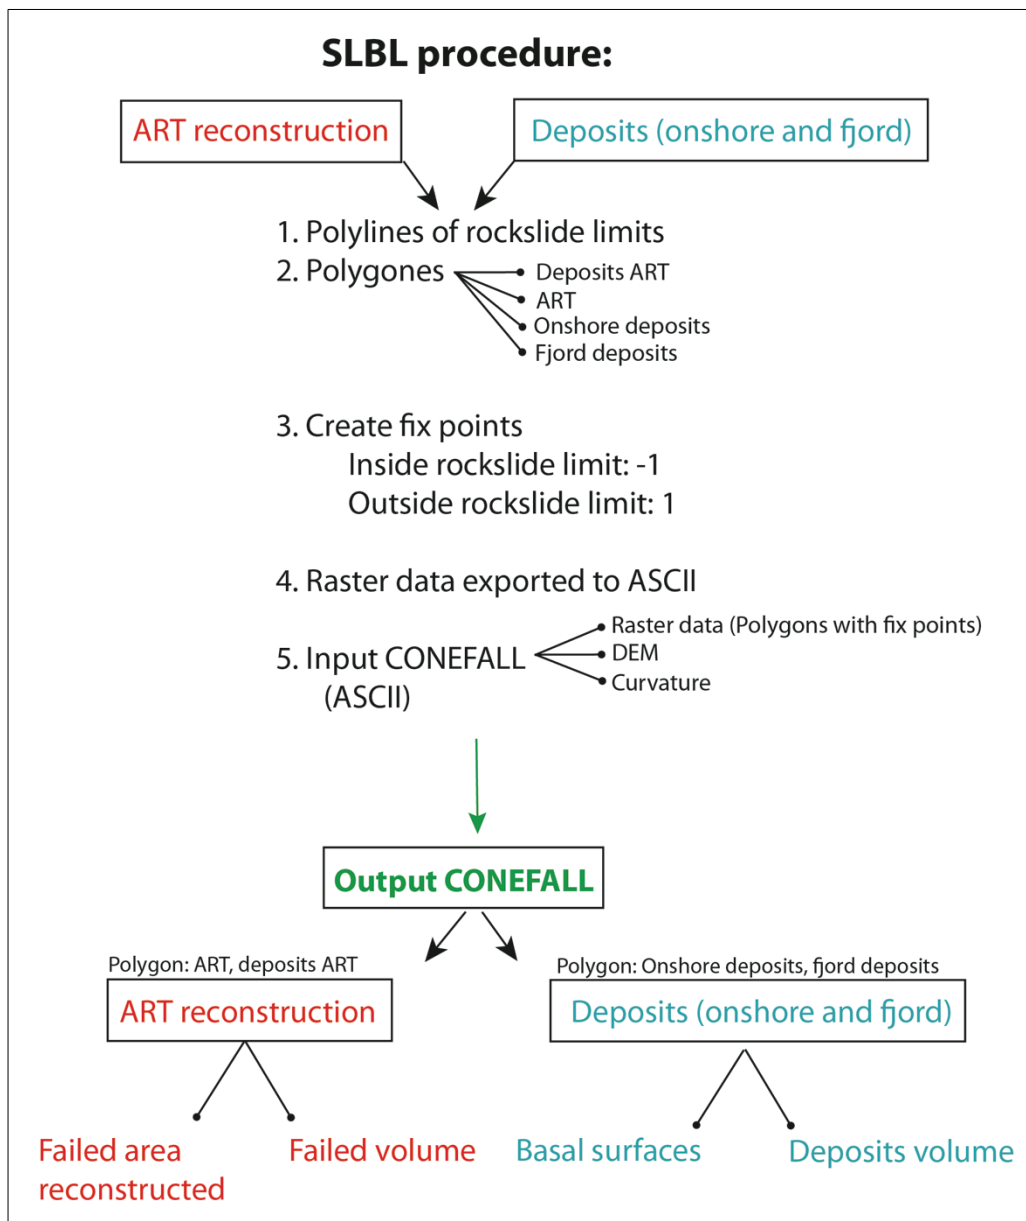 SLBL procedure:
ART reconstruction
Deposits (onshore and fjord)
1. Polylines of rockslide limits
2. Polygones
Deposits ART
ART
Onshore deposits
Fjord deposits
3. Create fix points
Inside rockslide limit: -1
Outside rockslide limit: 1
4. Raster data exported to ASCII
5. Input CONEFALL
(ASCII)
Raster data (Polygons with fix points)
DEM
Curvature
Output CONEFALL
Polygon: ART, deposits ART
ART reconstruction
Polygon: Onshore deposits, fjord deposits
Deposits (onshore and fjord)
Failed area
reconstructed
Failed volume
Basal surfaces
Deposits volume